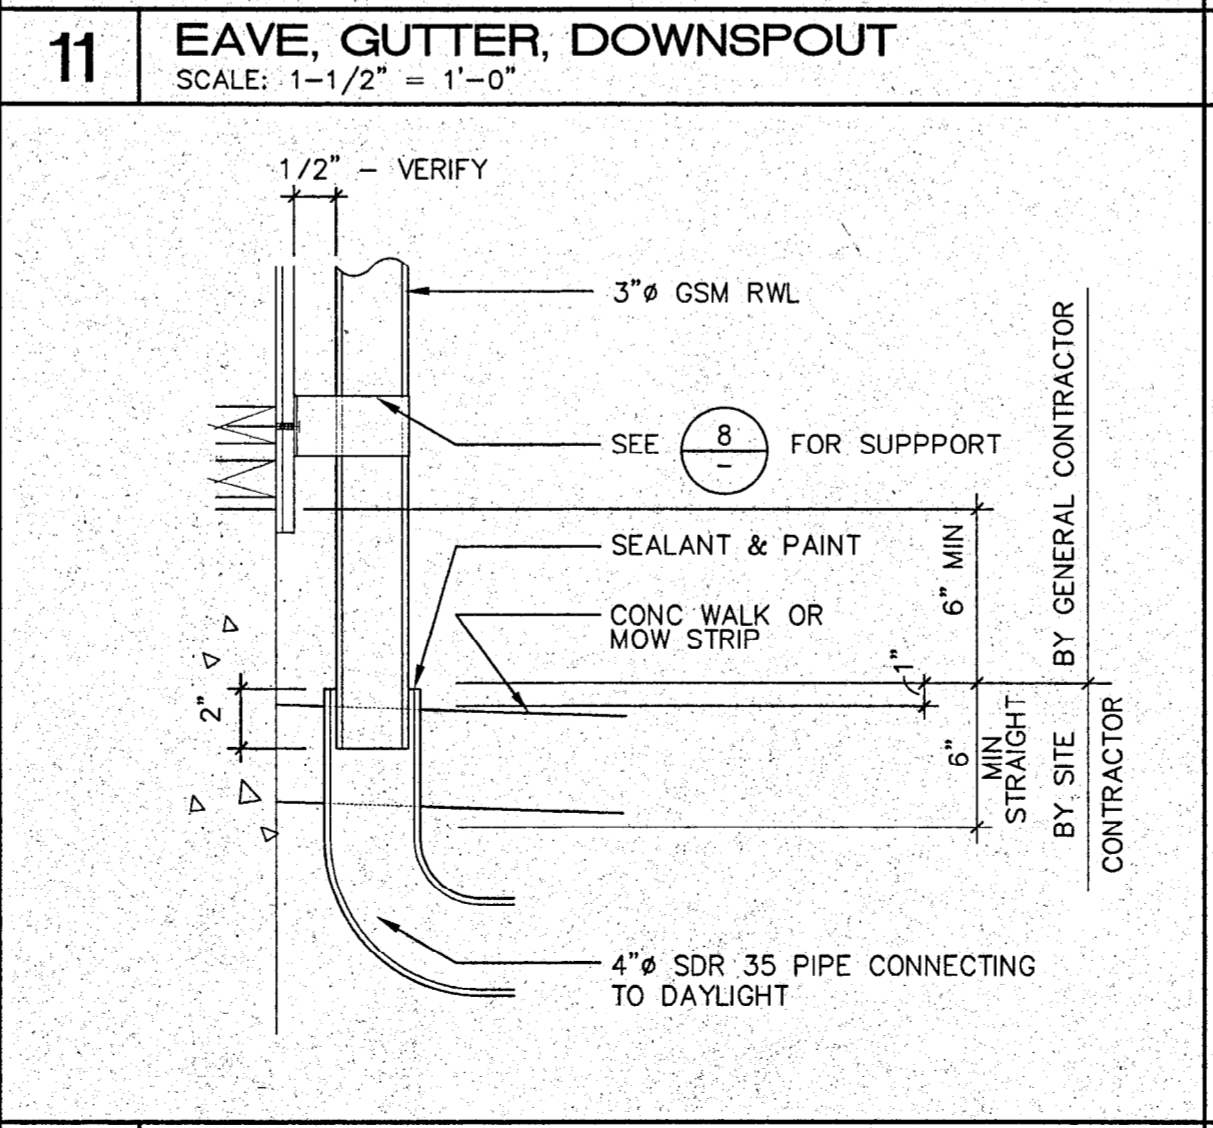 11
EAVE, GUTTER, DOWNSPOUT
SCALE: 1-1/2" = 1'-0"
1/2" - VERIFY
3"ø GSM RWL
SEE 8 - FOR SUPPPORT
SEALANT & PAINT
CONC WALK OR
MOW STRIP
2"
6" MIN
1"
6"
MIN
STRAIGHT
BY GENERAL CONTRACTOR
BY SITE
CONTRACTOR
4"ø SDR 35 PIPE CONNECTING
TO DAYLIGHT